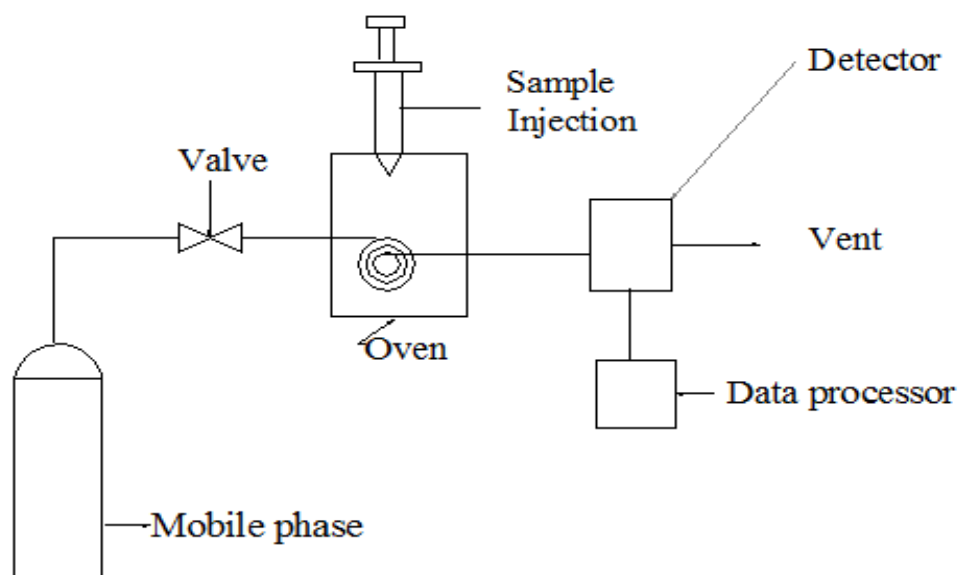 Detector
Sample
Injection
Valve
Vent
Oven
Data processor
Mobile phase